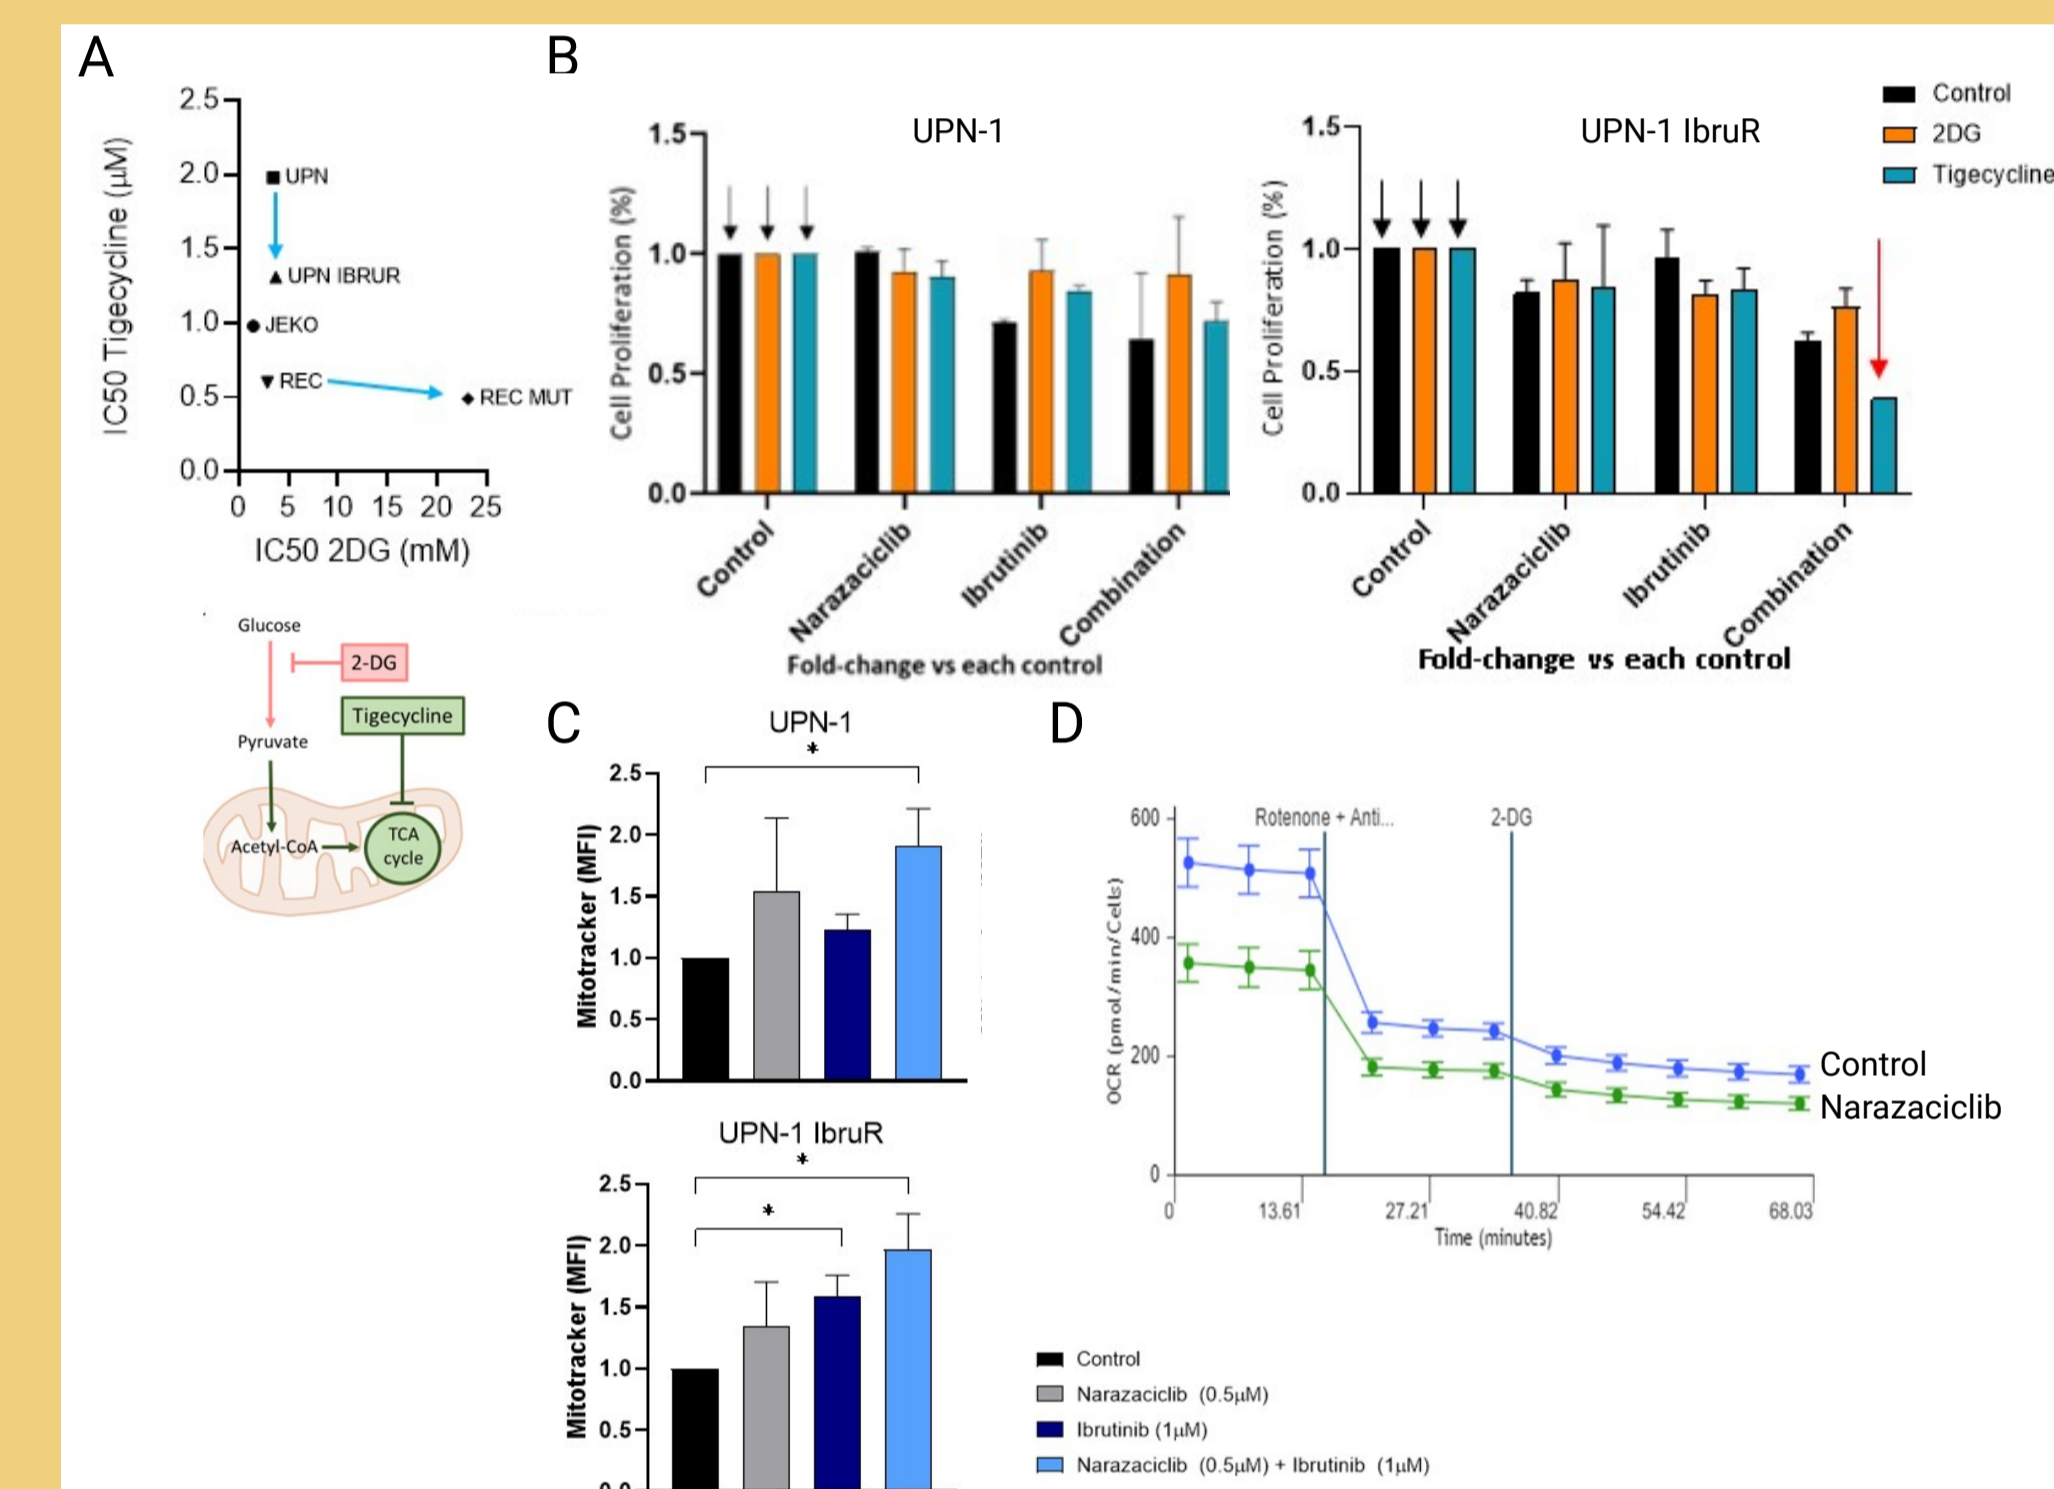 A
2.5
2.0
1.5
1.0
0.5
0.0
IC50 Tigecycline (µM)
UPN
UPN IBRUR
JEKO
REC
REC MUT
0 5 10 15 20 25
IC50 2DG (mM)
Glucose
2-DG
Tigecycline
Pyruvate
Acetyl-CoA
TCA
cycle
B
UPN-1
1.5
1.0
0.5
0.0
Cell Proliferation (%)
Control
Narazaciclib
Ibrutinib
Combination
Fold-change vs each control
UPN-1 IbruR
1.5
1.0
0.5
0.0
Cell Proliferation (%)
Control
Narazaciclib
Ibrutinib
Combination
Fold-change vs each control
Control
2DG
Tigecycline
C
UPN-1
*
2.5
2.0
1.5
1.0
0.5
0.0
Mitotracker (MFI)
UPN-1 IbruR
*
*
2.5
2.0
1.5
1.0
0.5
Mitotracker (MFI)
Control
Narazaciclib (0.5µM)
Ibrutinib (1µM)
Narazaciclib (0.5µM) + Ibrutinib (1µM)
D
Rotenone + Anti...
2-DG
600
400
200
0
OCR (pmol/min/Cells)
Control
Narazaciclib
0 13.61 27.21 40.82 54.42 68.03
Time (minutes)